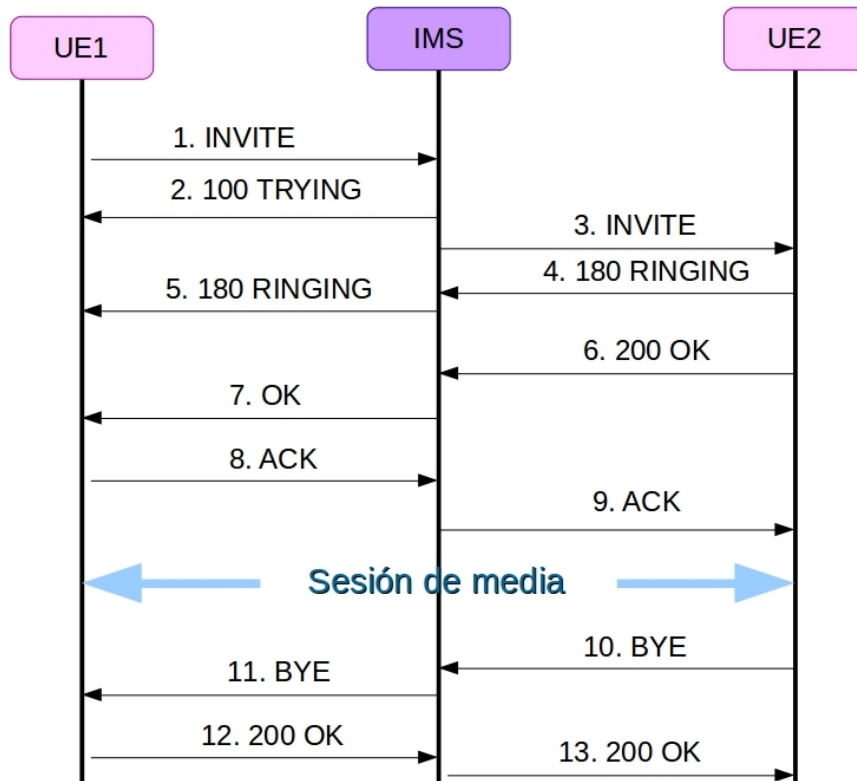 UE1
IMS
UE2
1. INVITE
2. 100 TRYING
3. INVITE
4. 180 RINGING
5. 180 RINGING
6. 200 OK
7. OK
8. ACK
9. ACK
Sesión de media
10. BYE
11. BYE
12. 200 OK
13. 200 OK